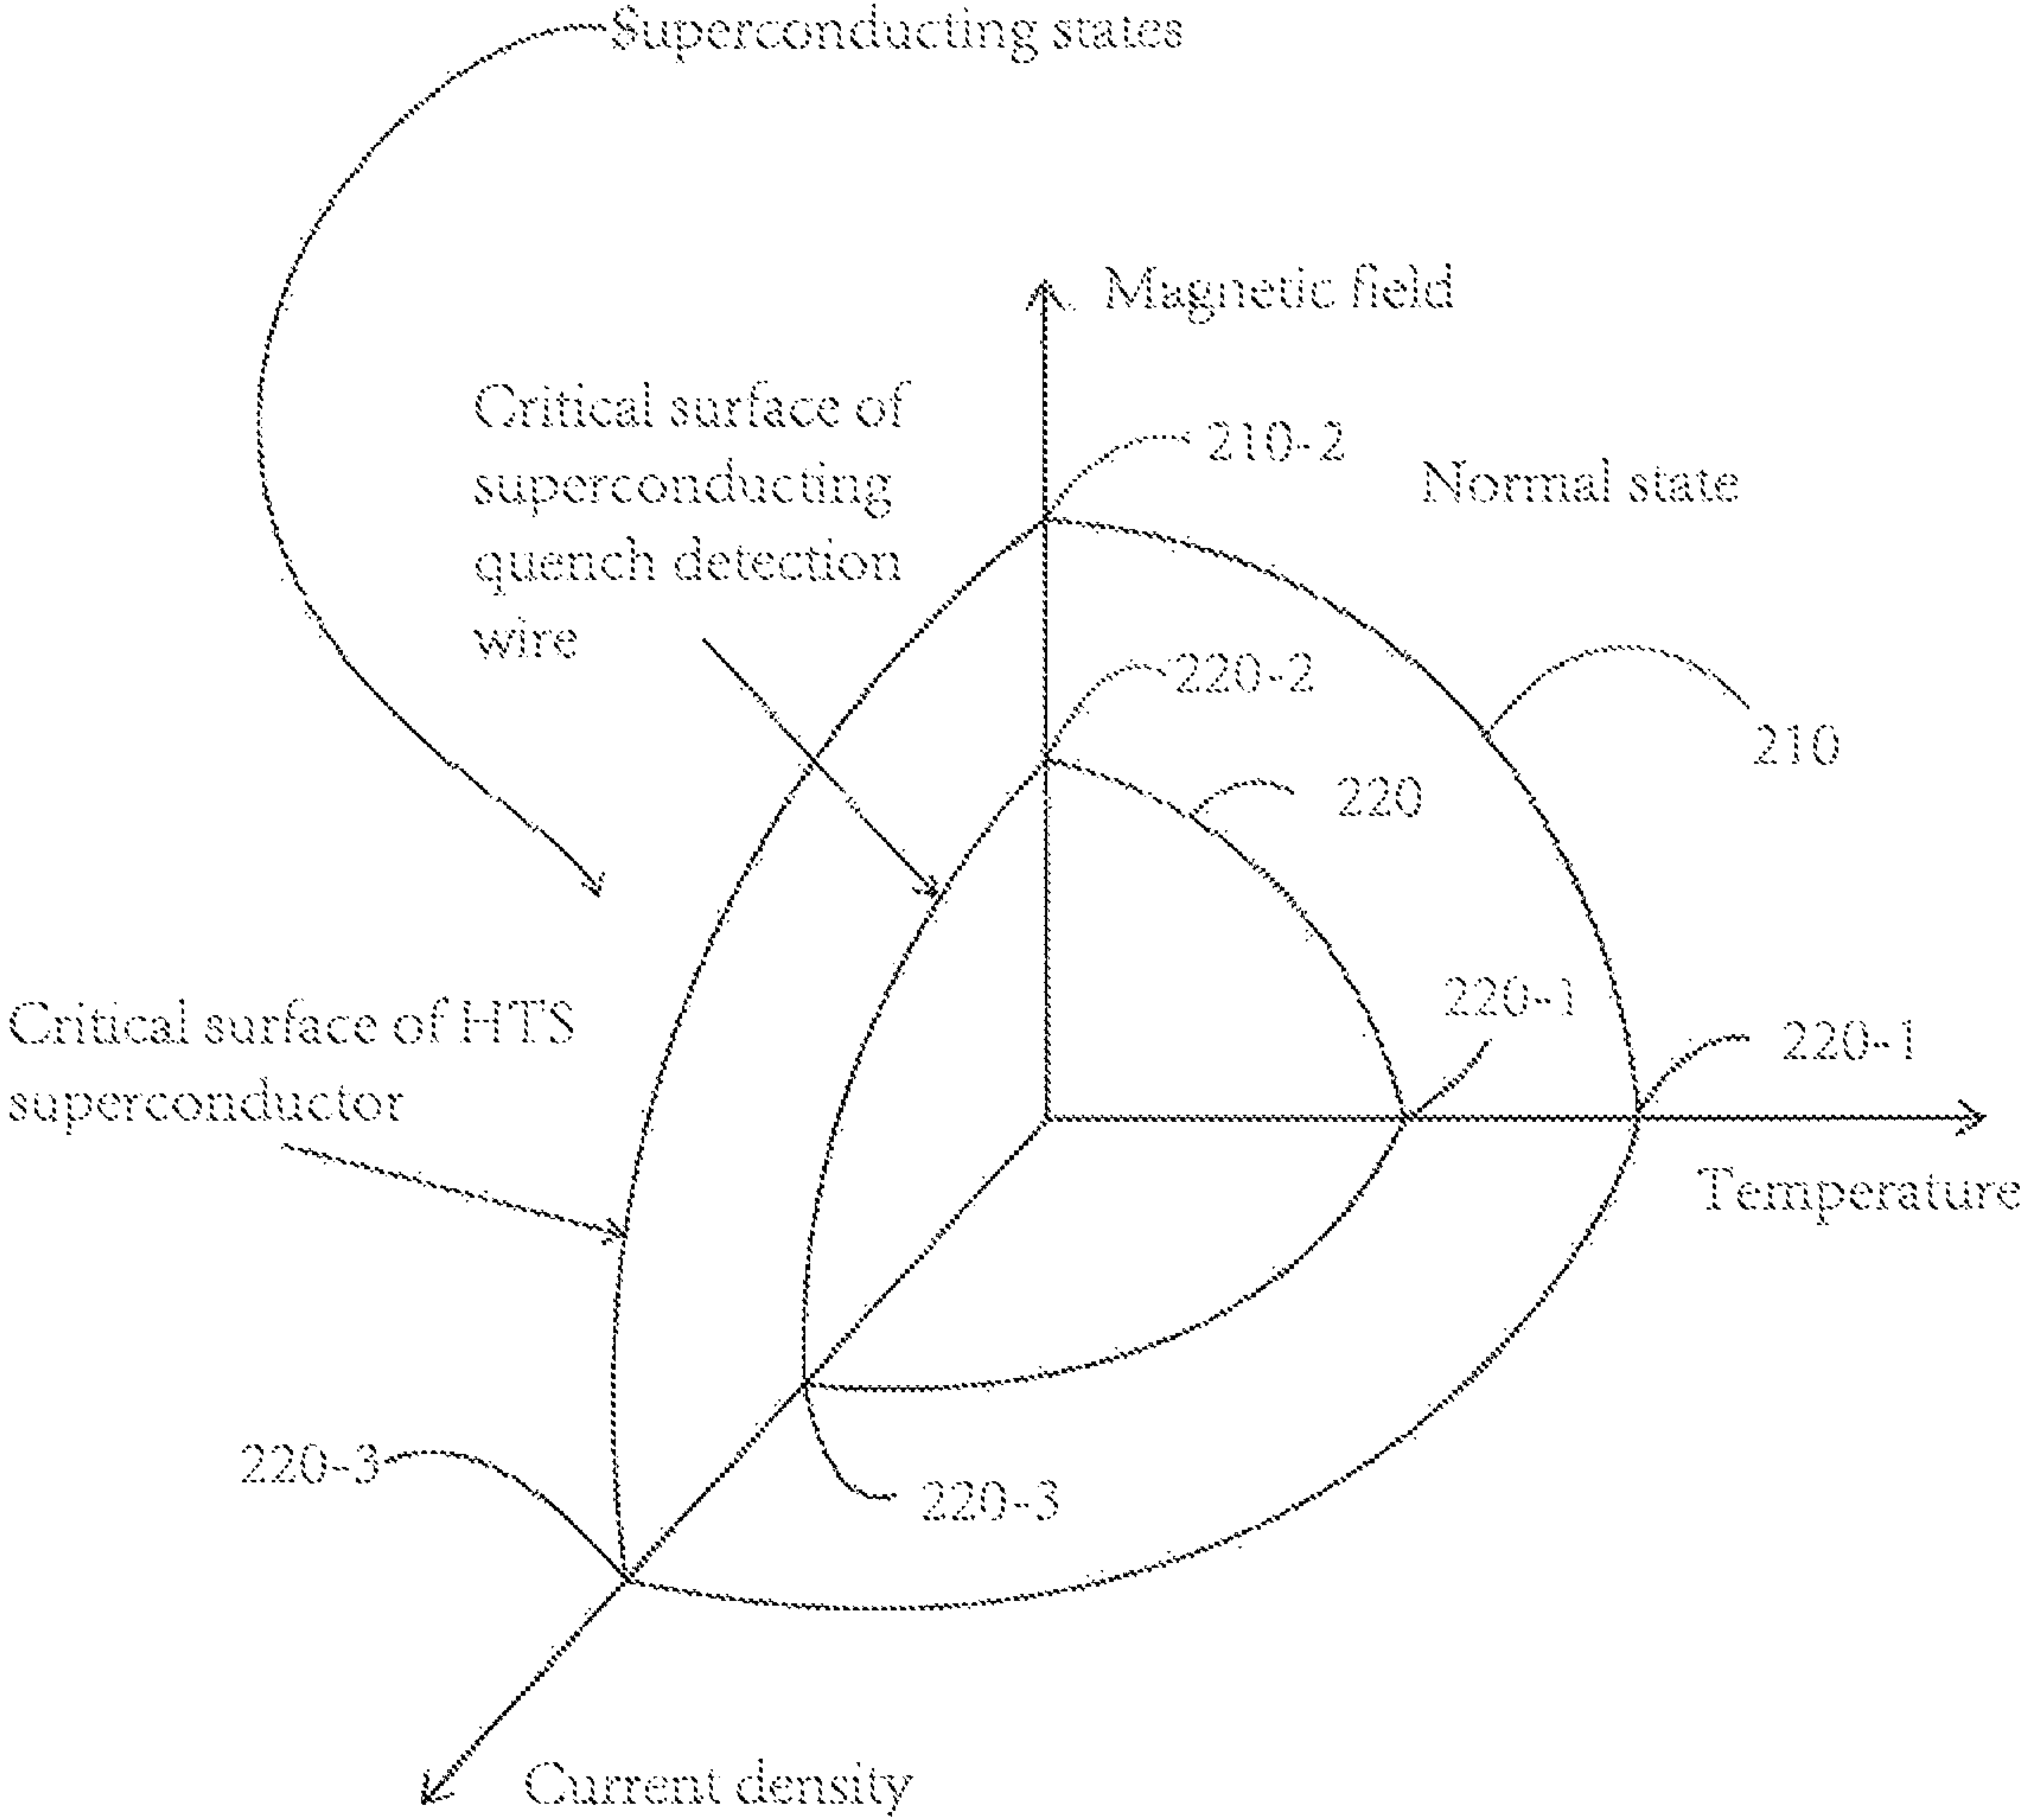 Superconducting states
Magnetic field
Critical surface of
superconducting
quench detection
wire
210-2
Normal state
220-2
210
220
220-1
220-1
Critical surface of HTS
superconductor
Temperature
220-3
220-3
Current density